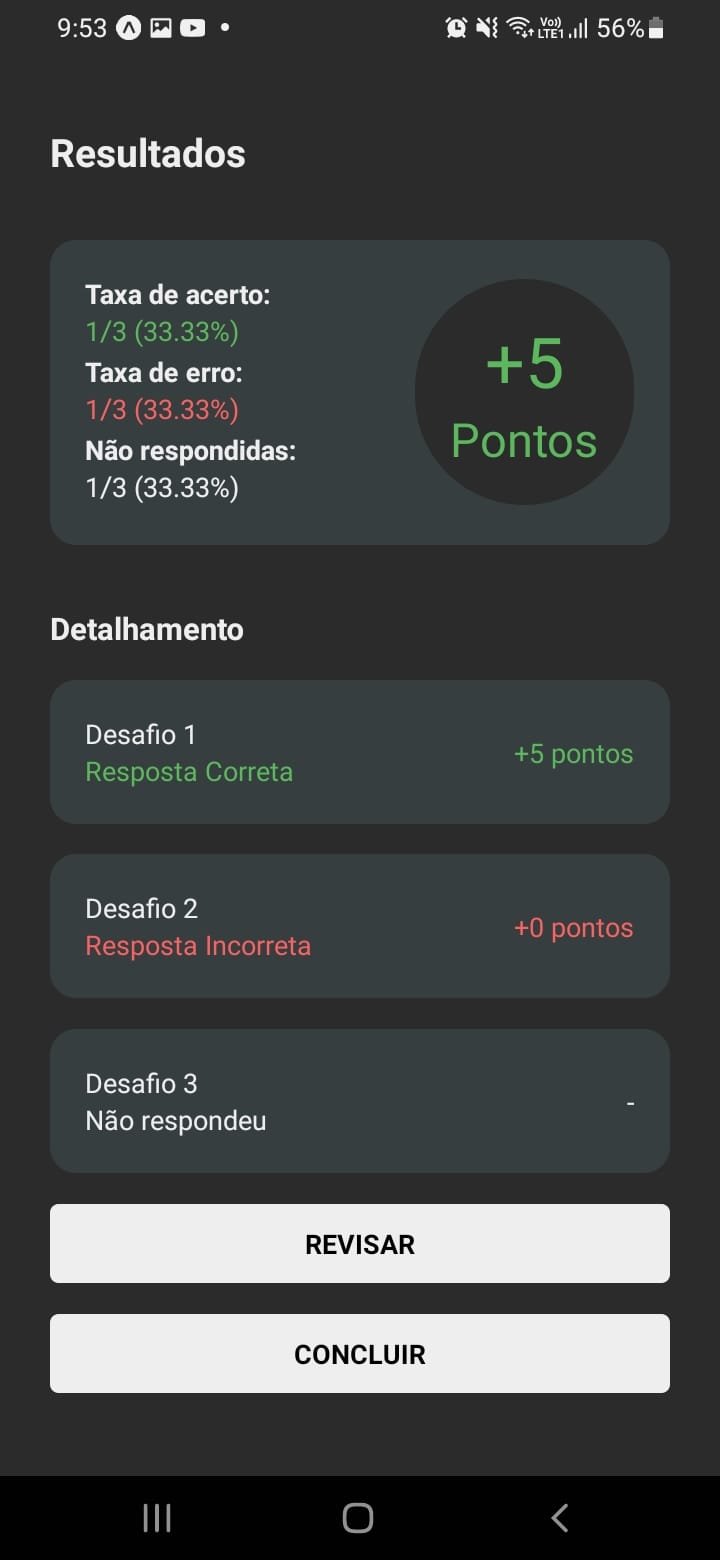 9:53
Vo)) LTE1 56%
Resultados
Taxa de acerto:
1/3 (33.33%)
Taxa de erro:
1/3 (33.33%)
Não respondidas:
1/3 (33.33%)
+5
Pontos
Detalhamento
Desafio 1
Resposta Correta
+5 pontos
Desafio 2
Resposta Incorreta
+0 pontos
Desafio 3
Não respondeu
-
REVISAR
CONCLUIR